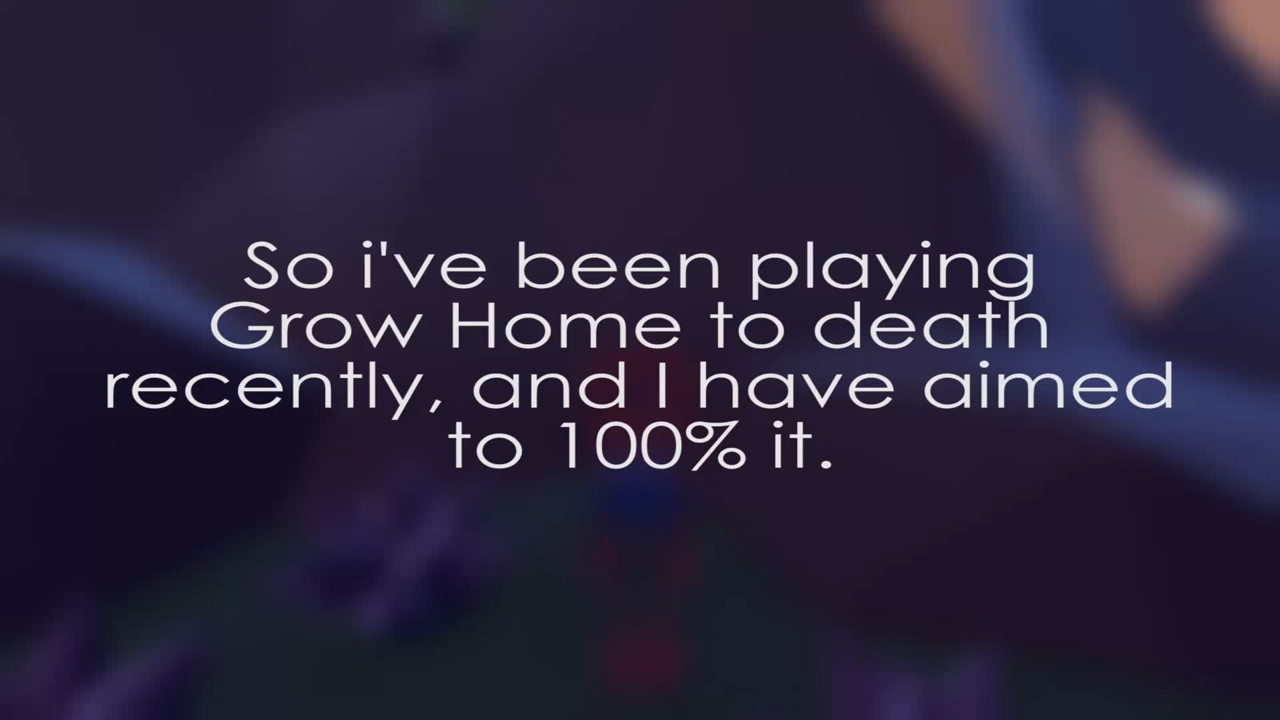 So i've been playing
Grow Home to death
recently, and I have aimed
to 100% it.